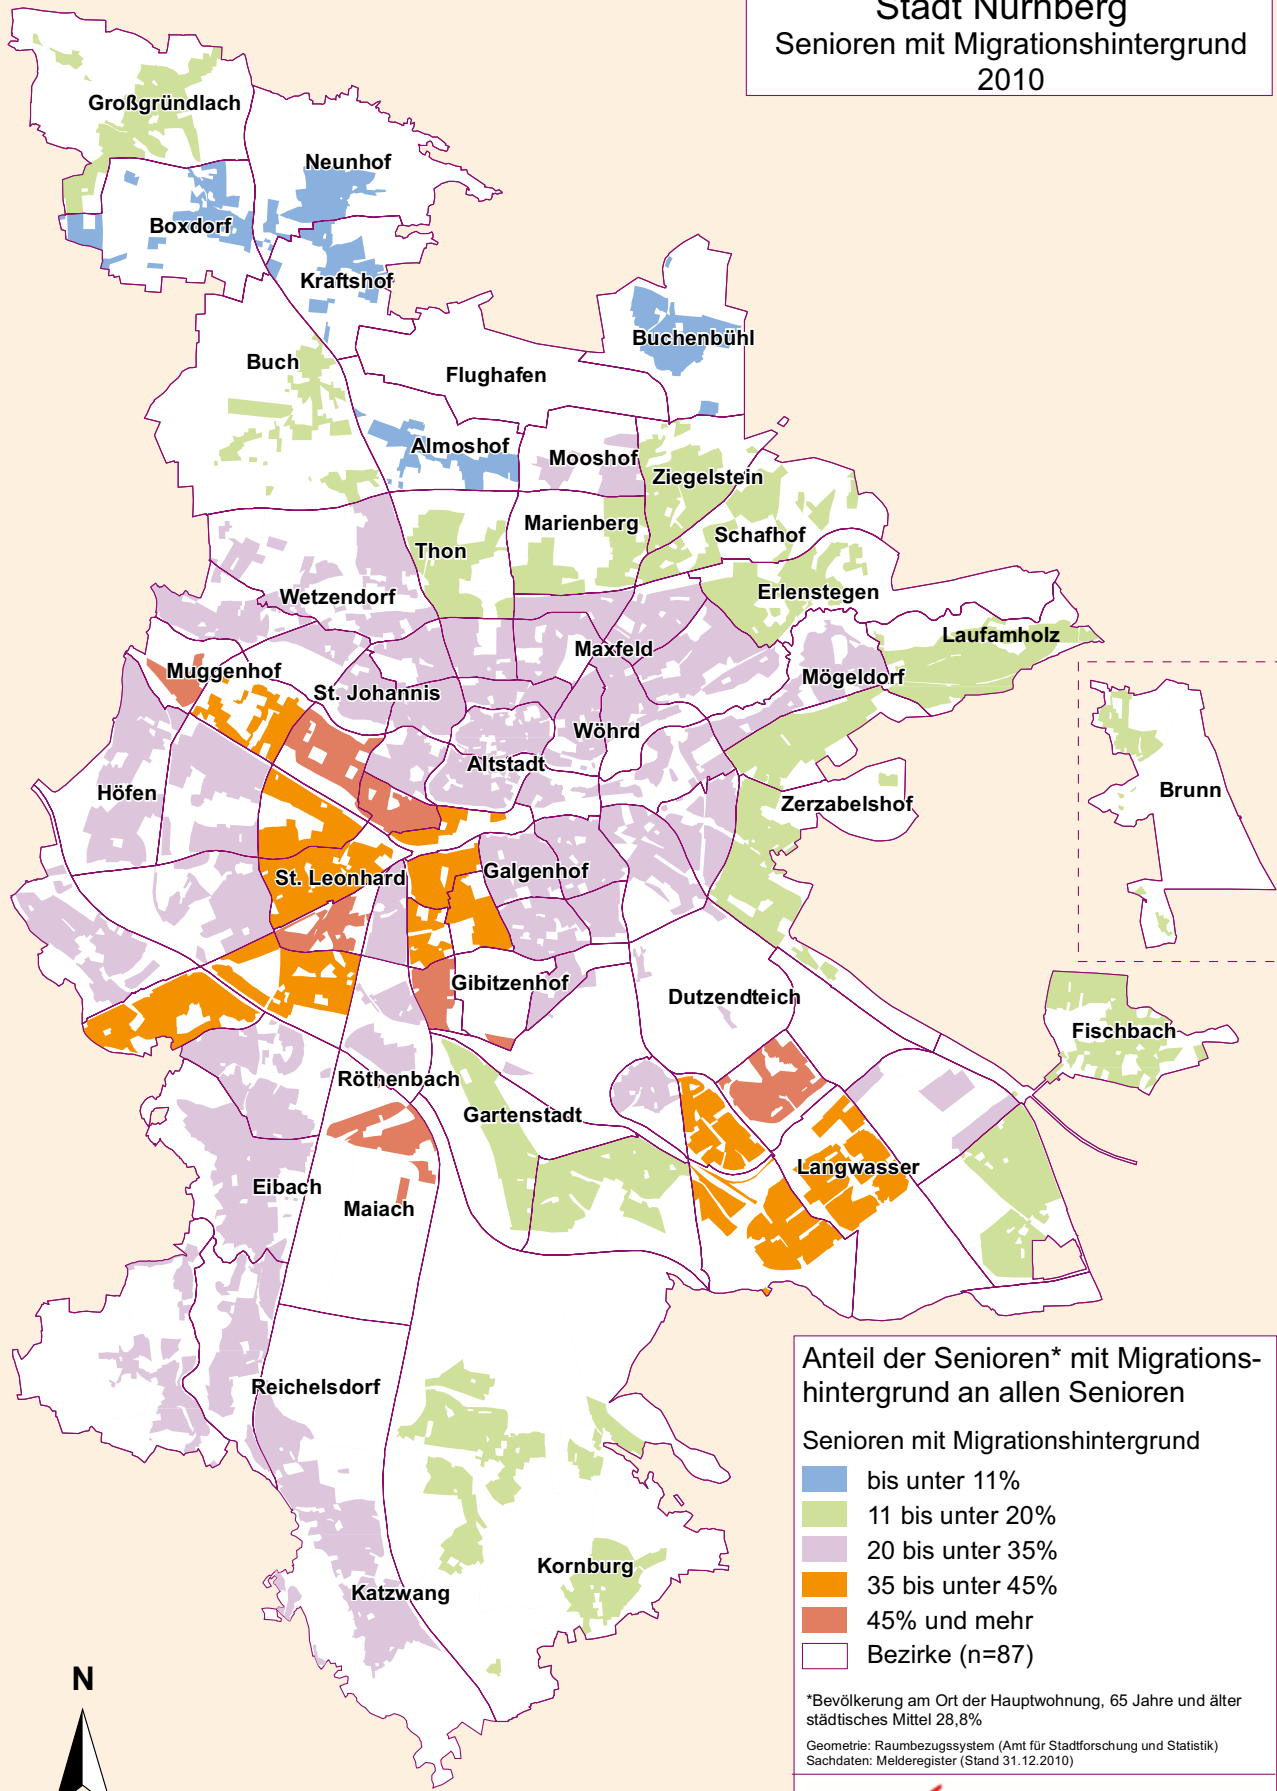 Stadt Nürnberg
Senioren mit Migrationshintergrund
2010
Großgründlach
Neunhof
Boxdorf
Kraftshof
Buchenbühl
Buch
Flughafen
Almoshof
Mooshof
Ziegelstein
Marienberg
Schafhof
Thon
Erlenstegen
Wetzendorf
Laufamholz
Maxfeld
Muggenhof
Mögeldorf
St. Johannis
Wöhrd
Altstadt
Höfen
Brunn
Zerzabelshof
St. Leonhard
Galgenhof
Gibitzenhof
Dutzendteich
Fischbach
Röthenbach
Gartenstadt
Langwasser
Eibach
Maiach
Reichelsdorf
Kornburg
Katzwang
N
Anteil der Senioren* mit Migrations-
hintergrund an allen Senioren
Senioren mit Migrationshintergrund
bis unter 11%
11 bis unter 20%
20 bis unter 35%
35 bis unter 45%
45% und mehr
Bezirke (n=87)
*Bevölkerung am Ort der Hauptwohnung, 65 Jahre und älter
städtisches Mittel 28,8%
Geometrie: Raumbezugssystem (Amt für Stadtforschung und Statistik)
Sachdaten: Melderegister (Stand 31.12.2010)